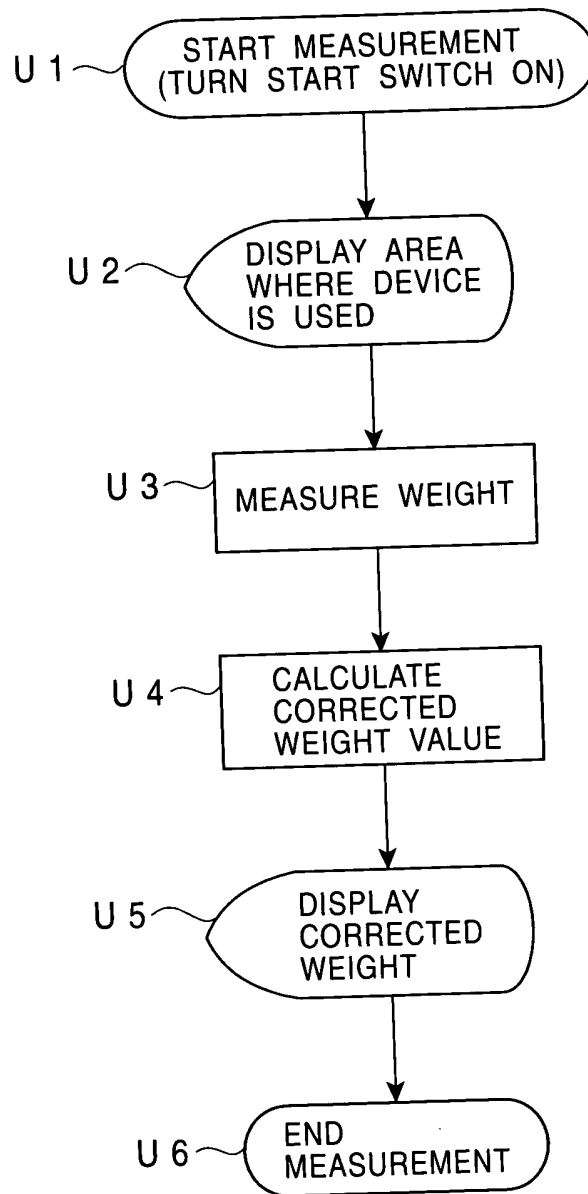 U 1
START MEASUREMENT
(TURN START SWITCH ON)
U 2
DISPLAY AREA
WHERE DEVICE
IS USED
U 3
MEASURE WEIGHT
U 4
CALCULATE
CORRECTED
WEIGHT VALUE
U 5
DISPLAY
CORRECTED
WEIGHT
U 6
END
MEASUREMENT